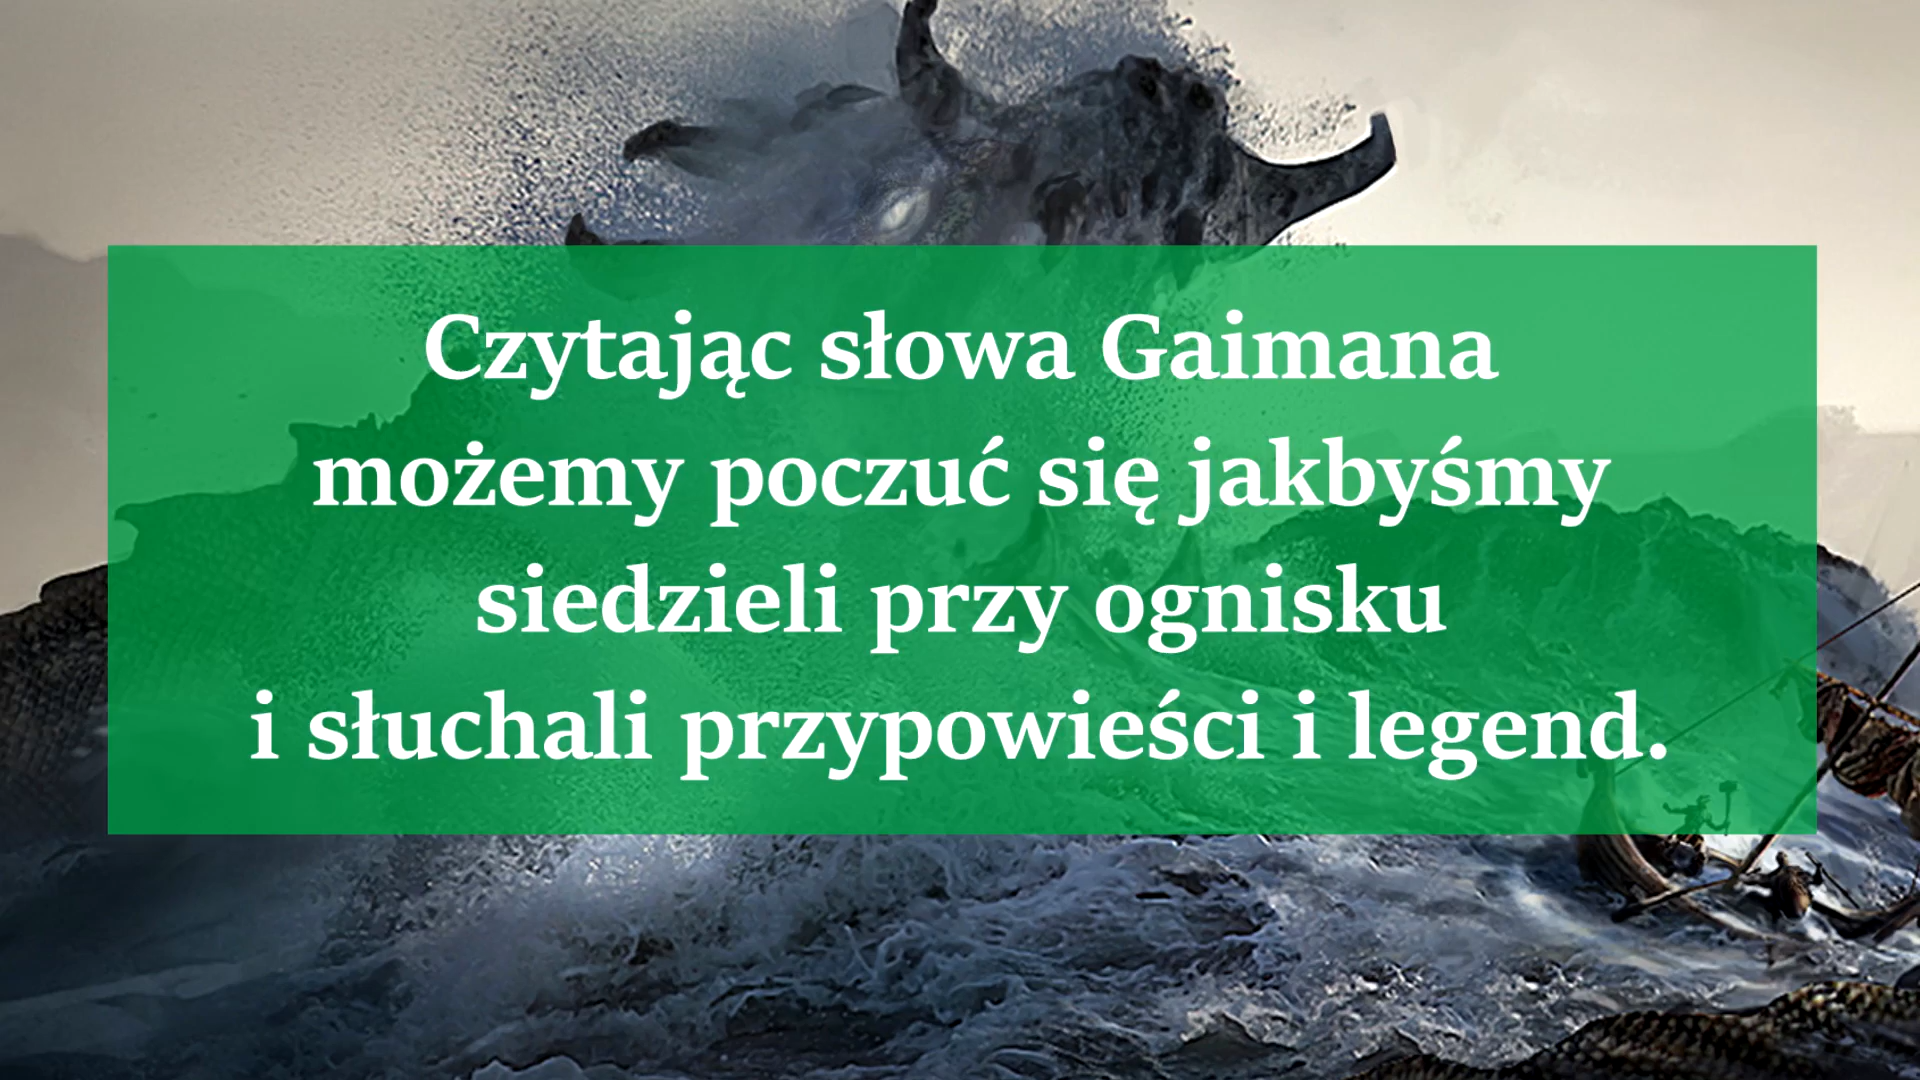 Czytając słowa Gaimana
możemy poczuć się jakbyśmy
siedzieli przy ognisku
i słuchali przypowieści i legend.